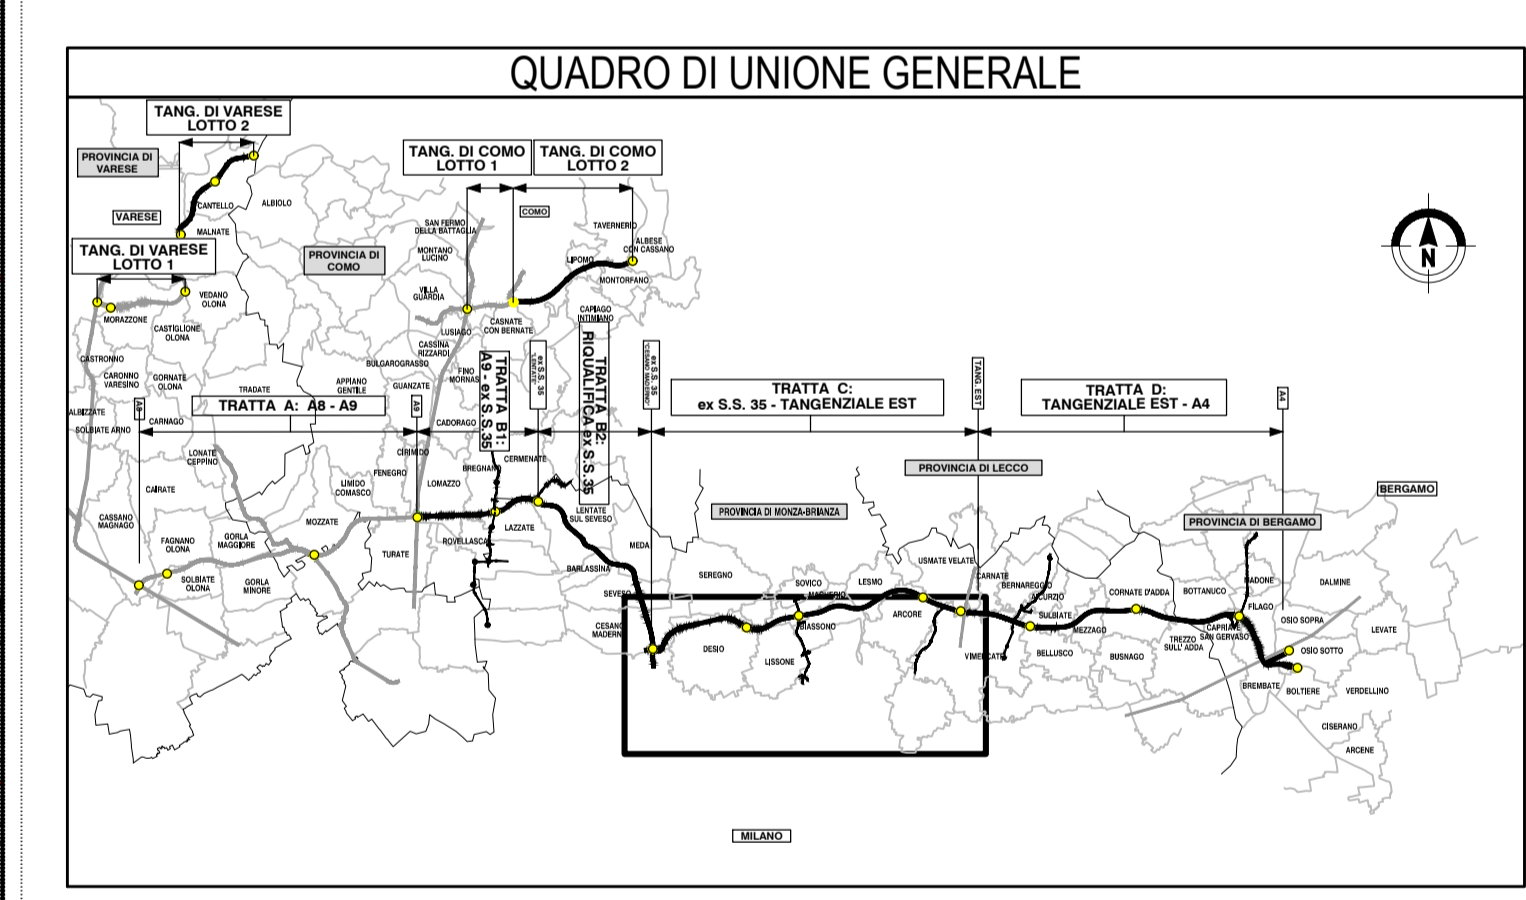 QUADRO DI UNIONE GENERALE
TANG. DI VARESE
LOTTO 2
PROVINCIA DI
VARESE
CANTELLO
ALBIOLO
VARESE
MALNATE
TANG. DI VARESE
LOTTO 1
VEDANO
OLONA
MORAZZONE
CASTIGLIONE
OLONA
TANG. DI COMO
LOTTO 1
TANG. DI COMO
LOTTO 2
COMO
SAN FERMO
DELLA BATTAGLIA
TAVERNERIO
ALBESE
CON CASSANO
PROVINCIA DI
COMO
MONTANO
LUCINO
LIPOMO
MONTORFANO
VILLA
GUARDIA
CAPIAGO
INTIMIANO
LUSIAGO
CASNATE
CON BERNATE
N
CASTRONNO
CARONNO
VARESINO
GORNATE
OLONA
BULGAROGRASSO
CASSINA
RIZZARDI
FINO
MORNAS
APPIANO
GENTILE
GUANZATE
TRADATE
ALBIZZATE
CARNAGO
SOLBIATE ARNO
A8
TRATTA A: A8 - A9
A9
CADORAGO
TRATTA B1:
A9 - ex S.S.35
ex S.S. 35
"LENTATE"
TRATTA B2:
RIQUALIFICA ex S.S.35
ex S.S. 35
"CESANO MADERNO"
TRATTA C:
ex S.S. 35 - TANGENZIALE EST
TANG. EST
TRATTA D:
TANGENZIALE EST - A4
A4
LONATE
CEPPINO
CIRIMIDO
FENEGRO
BREGNANO
CERMENATE
LIMIDO
COMASCO
LOMAZZO
CAIRATE
CASSANO
MAGNAGO
MOZZATE
LAZZATE
LENTATE
SUL SEVESO
PROVINCIA DI LECCO
PROVINCIA DI MONZA-BRIANZA
BERGAMO
PROVINCIA DI BERGAMO
FAGNANO
OLONA
GORLA
MAGGIORE
TURATE
ROVELLASCA
MEDA
SOLBIATE
OLONA
GORLA
MINORE
BARLASSINA
SEVESO
SEREGNO
SOVICO
MACHERIO
LESMO
USMATE VELATE
CARNATE
BERNAREGGIO
AICURZIO
CORNATE D'ADDA
BOTTANUCO
MADONE
DALMINE
CESANO
MADERNO
BIASSONO
ARCORE
SULBIATE
MEZZAGO
FILAGO
CAPRIATE
SAN GERVASO
OSIO SOPRA
LEVATE
DESIO
LISSONE
VIMERCATE
BELLUSCO
BUSNAGO
TREZZO
SULL' ADDA
OSIO SOTTO
BREMBATE
BOLTIERE
VERDELLINO
CISERANO
ARCENE
MILANO